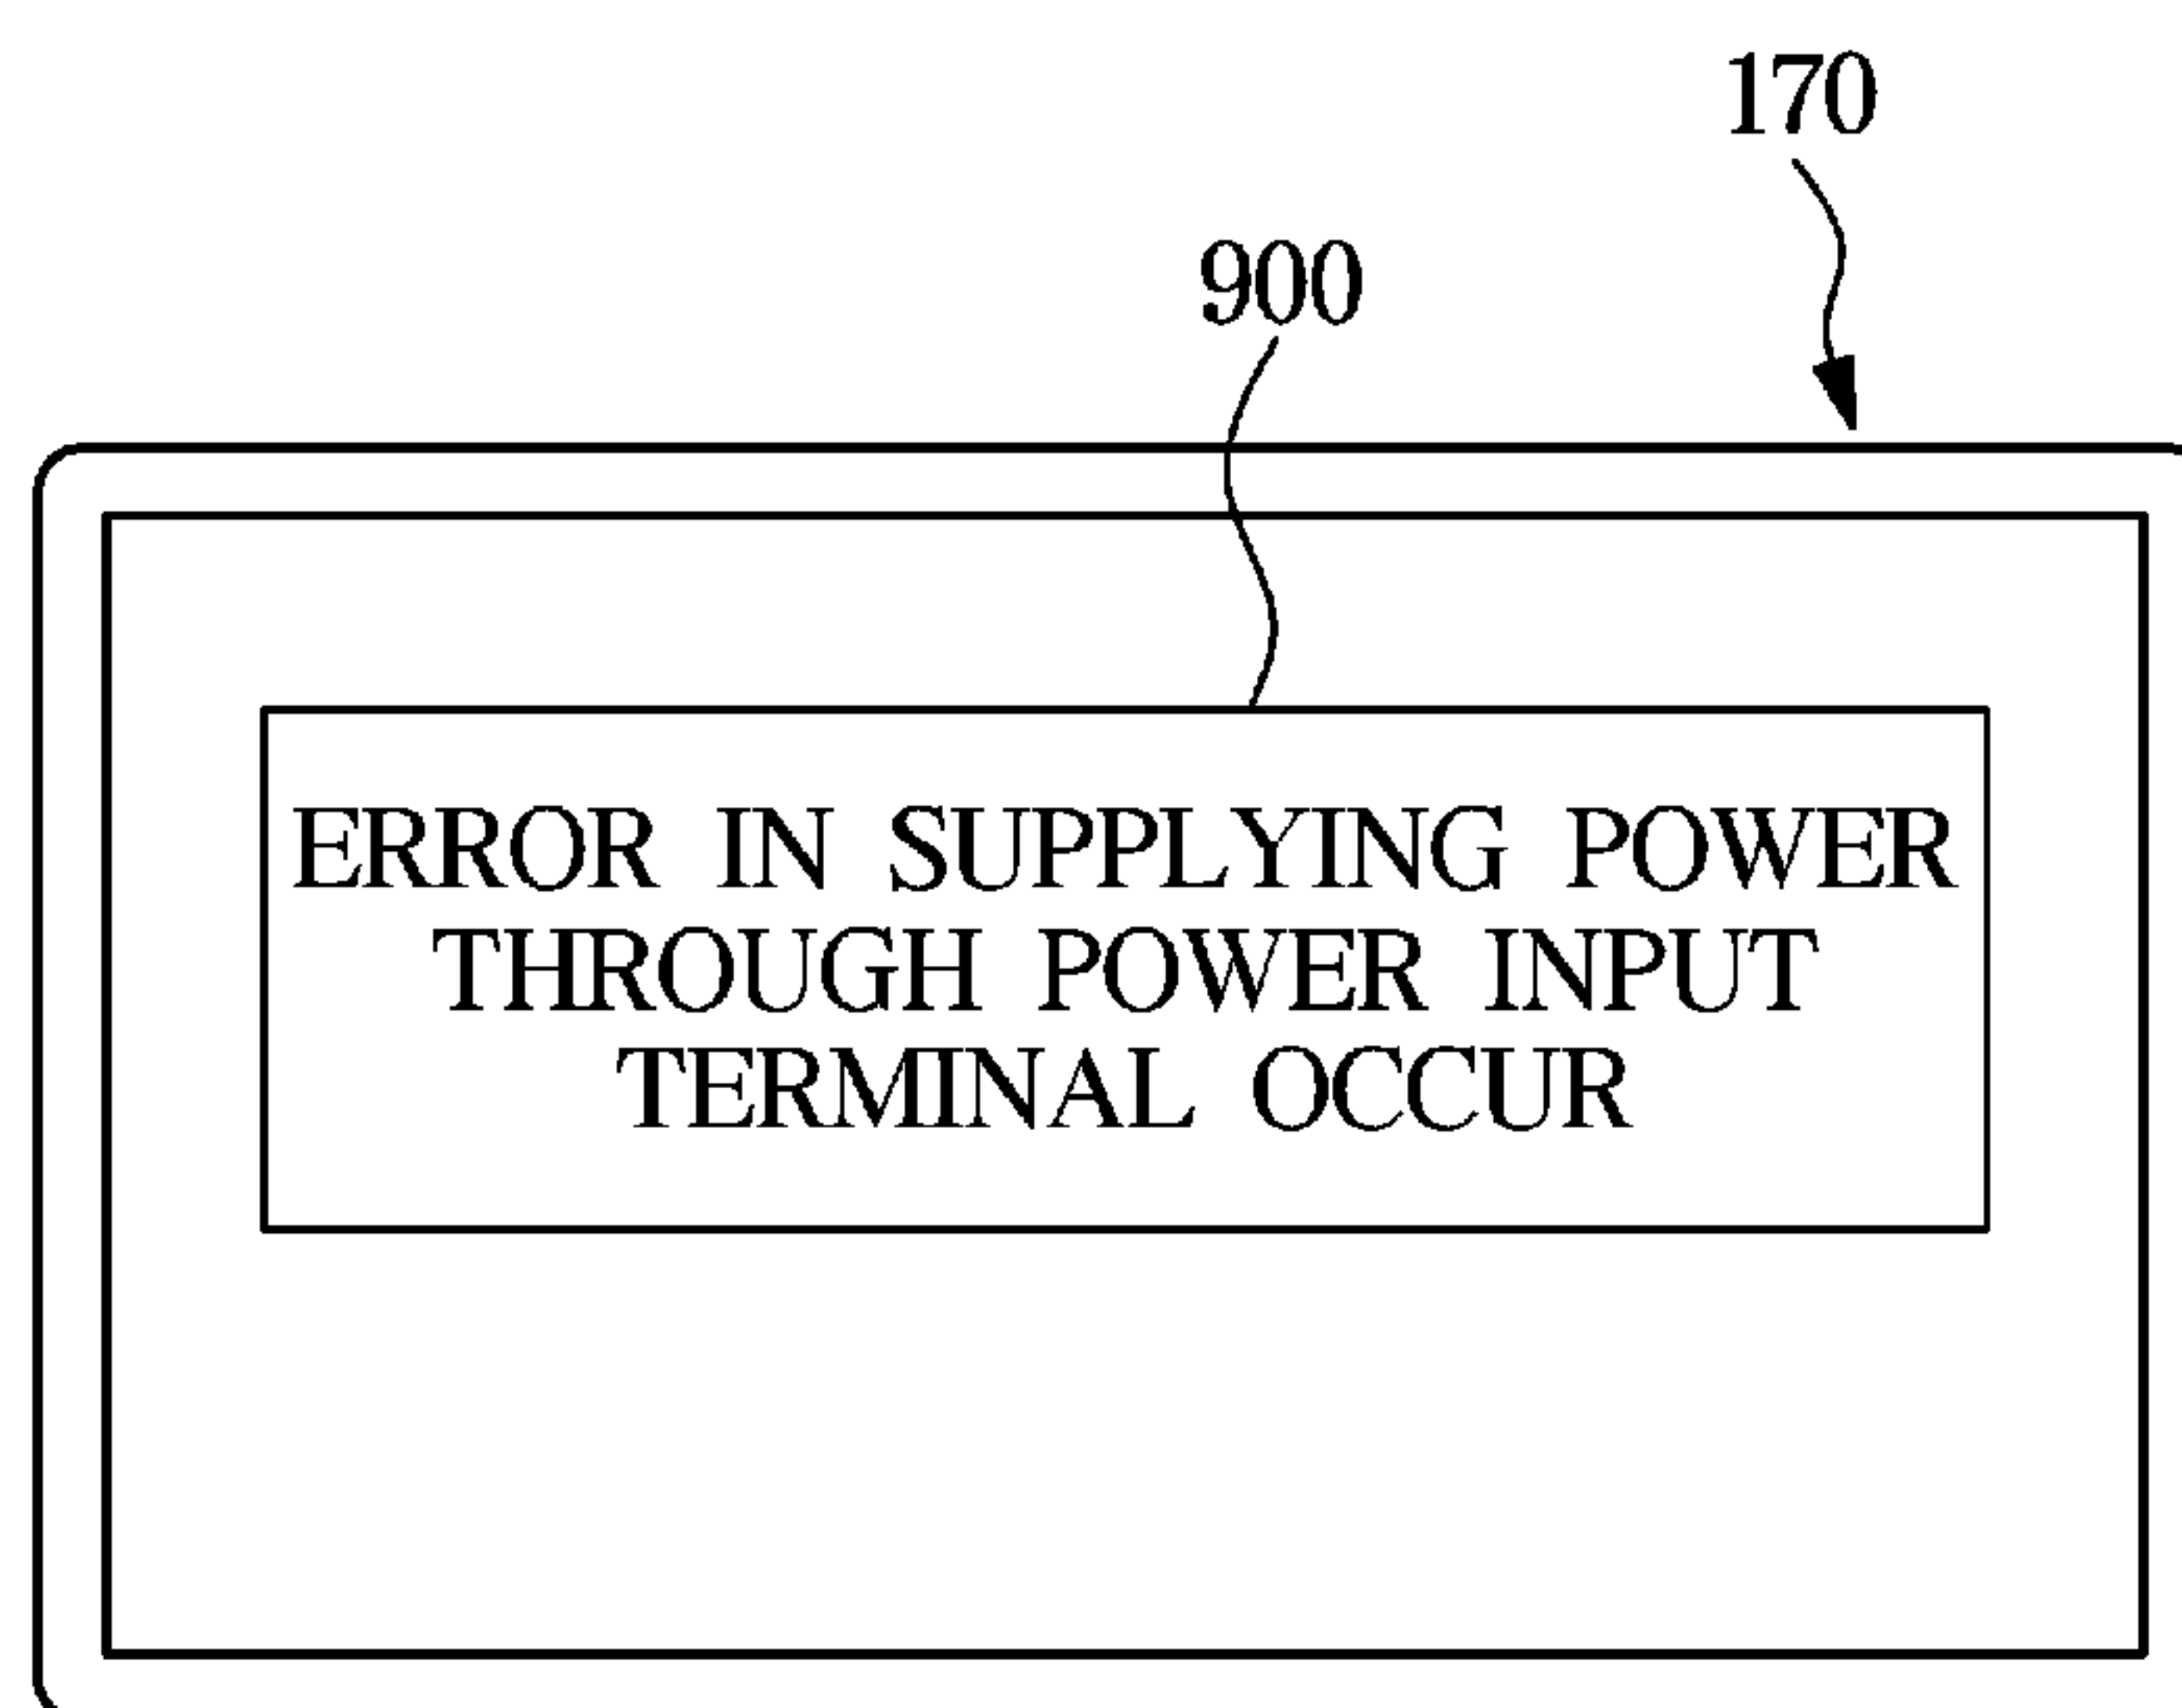 170
900
ERROR IN SUPPLYING POWER
THROUGH POWER INPUT
TERMINAL OCCUR